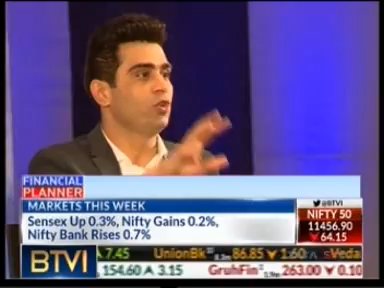 FINANCIAL
PLANNER
MARKETS THIS WEEK
@BTVI
Sensex Up 0.3%, Nifty Gains 0.2%,
Nifty Bank Rises 0.7%
NIFTY 50
11456.90
64.15
BTVI
7.45 UnionBk 8.3m 86.85 1.60 Veda
154.60 3.15 GruhFin 263.00 0.10